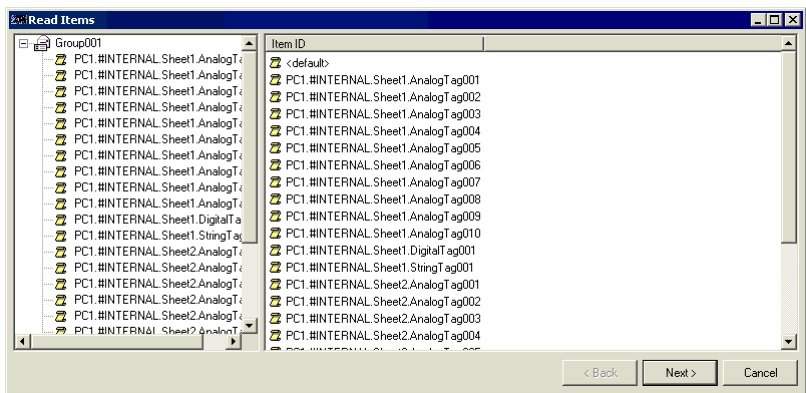 Read Items
Group001
PC1.#INTERNAL.Sheet1.AnalogTa
PC1.#INTERNAL.Sheet1.AnalogTa
PC1.#INTERNAL.Sheet1.AnalogTa
PC1.#INTERNAL.Sheet1.AnalogTa
PC1.#INTERNAL.Sheet1.AnalogTa
PC1.#INTERNAL.Sheet1.AnalogTa
PC1.#INTERNAL.Sheet1.AnalogTa
PC1.#INTERNAL.Sheet1.AnalogTa
PC1.#INTERNAL.Sheet1.AnalogTa
PC1.#INTERNAL.Sheet1.AnalogTa
PC1.#INTERNAL.Sheet1.DigitalTa
PC1.#INTERNAL.Sheet1.StringTag
PC1.#INTERNAL.Sheet2.AnalogTa
PC1.#INTERNAL.Sheet2.AnalogTa
PC1.#INTERNAL.Sheet2.AnalogTa
PC1.#INTERNAL.Sheet2.AnalogTa
PC1.#INTERNAL.Sheet2.AnalogTa
Item ID
<default>
PC1.#INTERNAL.Sheet1.AnalogTag001
PC1.#INTERNAL.Sheet1.AnalogTag002
PC1.#INTERNAL.Sheet1.AnalogTag003
PC1.#INTERNAL.Sheet1.AnalogTag004
PC1.#INTERNAL.Sheet1.AnalogTag005
PC1.#INTERNAL.Sheet1.AnalogTag006
PC1.#INTERNAL.Sheet1.AnalogTag007
PC1.#INTERNAL.Sheet1.AnalogTag008
PC1.#INTERNAL.Sheet1.AnalogTag009
PC1.#INTERNAL.Sheet1.AnalogTag010
PC1.#INTERNAL.Sheet1.DigitalTag001
PC1.#INTERNAL.Sheet1.StringTag001
PC1.#INTERNAL.Sheet2.AnalogTag001
PC1.#INTERNAL.Sheet2.AnalogTag002
PC1.#INTERNAL.Sheet2.AnalogTag003
PC1.#INTERNAL.Sheet2.AnalogTag004
< Back
Next >
Cancel